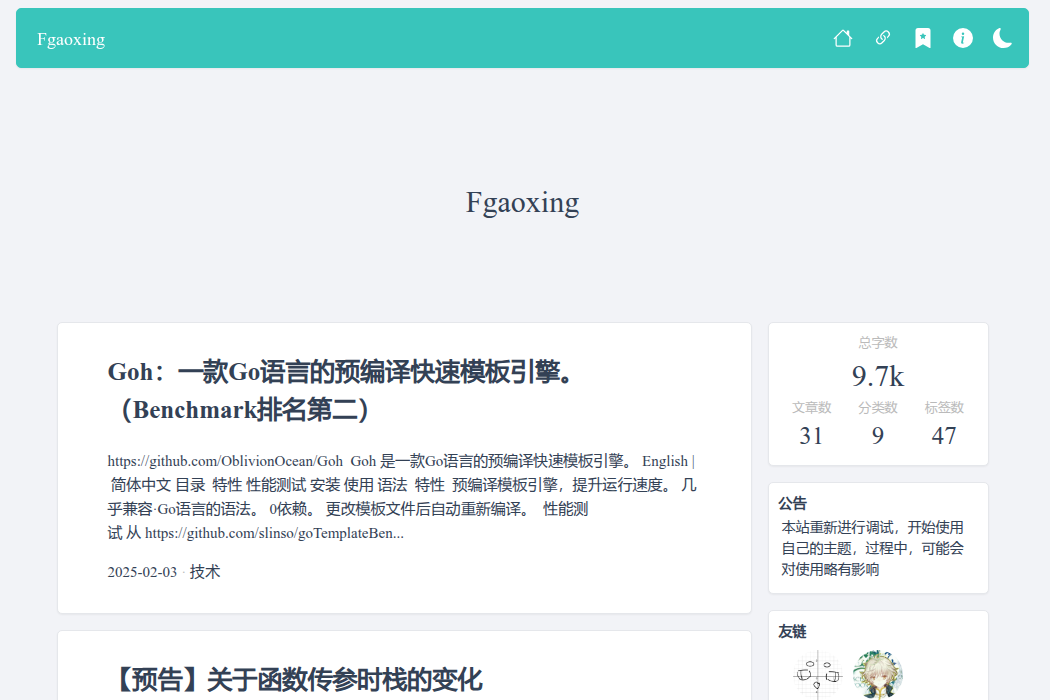 Fgaoxing
Fgaoxing
Goh：一款Go语言的预编译快速模板引擎。
（Benchmark排名第二）
https://github.com/OblivionOcean/Goh  Goh 是一款Go语言的预编译快速模板引擎。 English |
简体中文 目录  特性 性能测试 安装 使用 语法  特性  预编译模板引擎，提升运行速度。 几
乎兼容·Go语言的语法。 0依赖。 更改模板文件后自动重新编译。  性能测
试 从 https://github.com/slinso/goTemplateBen...
2025-02-03 · 技术
【预告】关于函数传参时栈的变化
总字数
9.7k
文章数 分类数 标签数
31 9 47
公告
本站重新进行调试，开始使用
自己的主题，过程中，可能会
对使用略有影响
友链